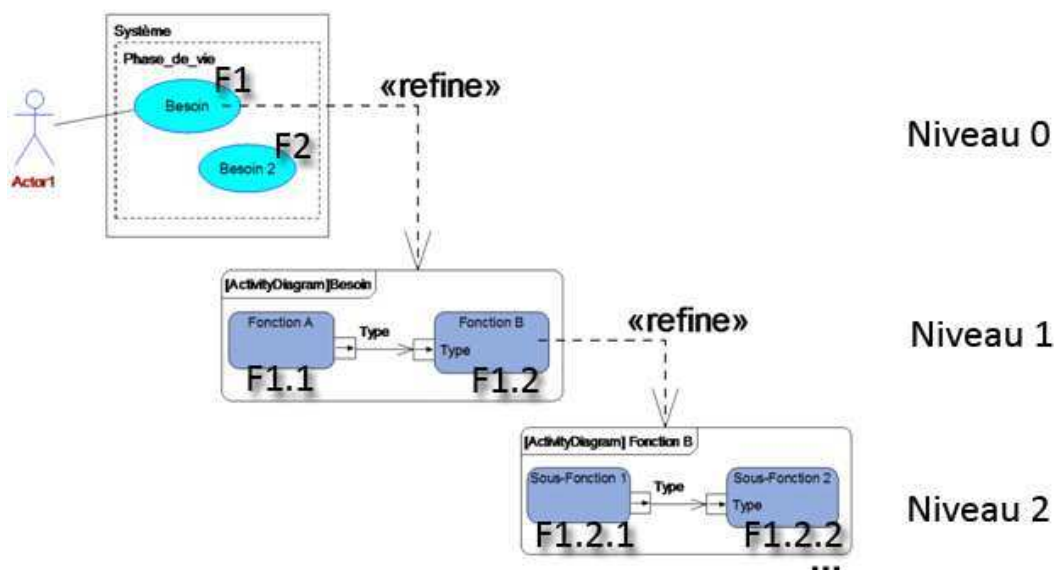 Système
Phase_de_vie
F1
«refine»
Besoin
Niveau 0
F2
Besoin 2
Actor1
[ActivityDiagram]Besoin
Fonction A
Type
Fonction B
«refine»
Niveau 1
Type
F1.1
F1.2
[ActivityDiagram] Fonction B
Sous-Fonction 1
Type
Sous-Fonction 2
Type
Niveau 2
F1.2.1
F1.2.2
...